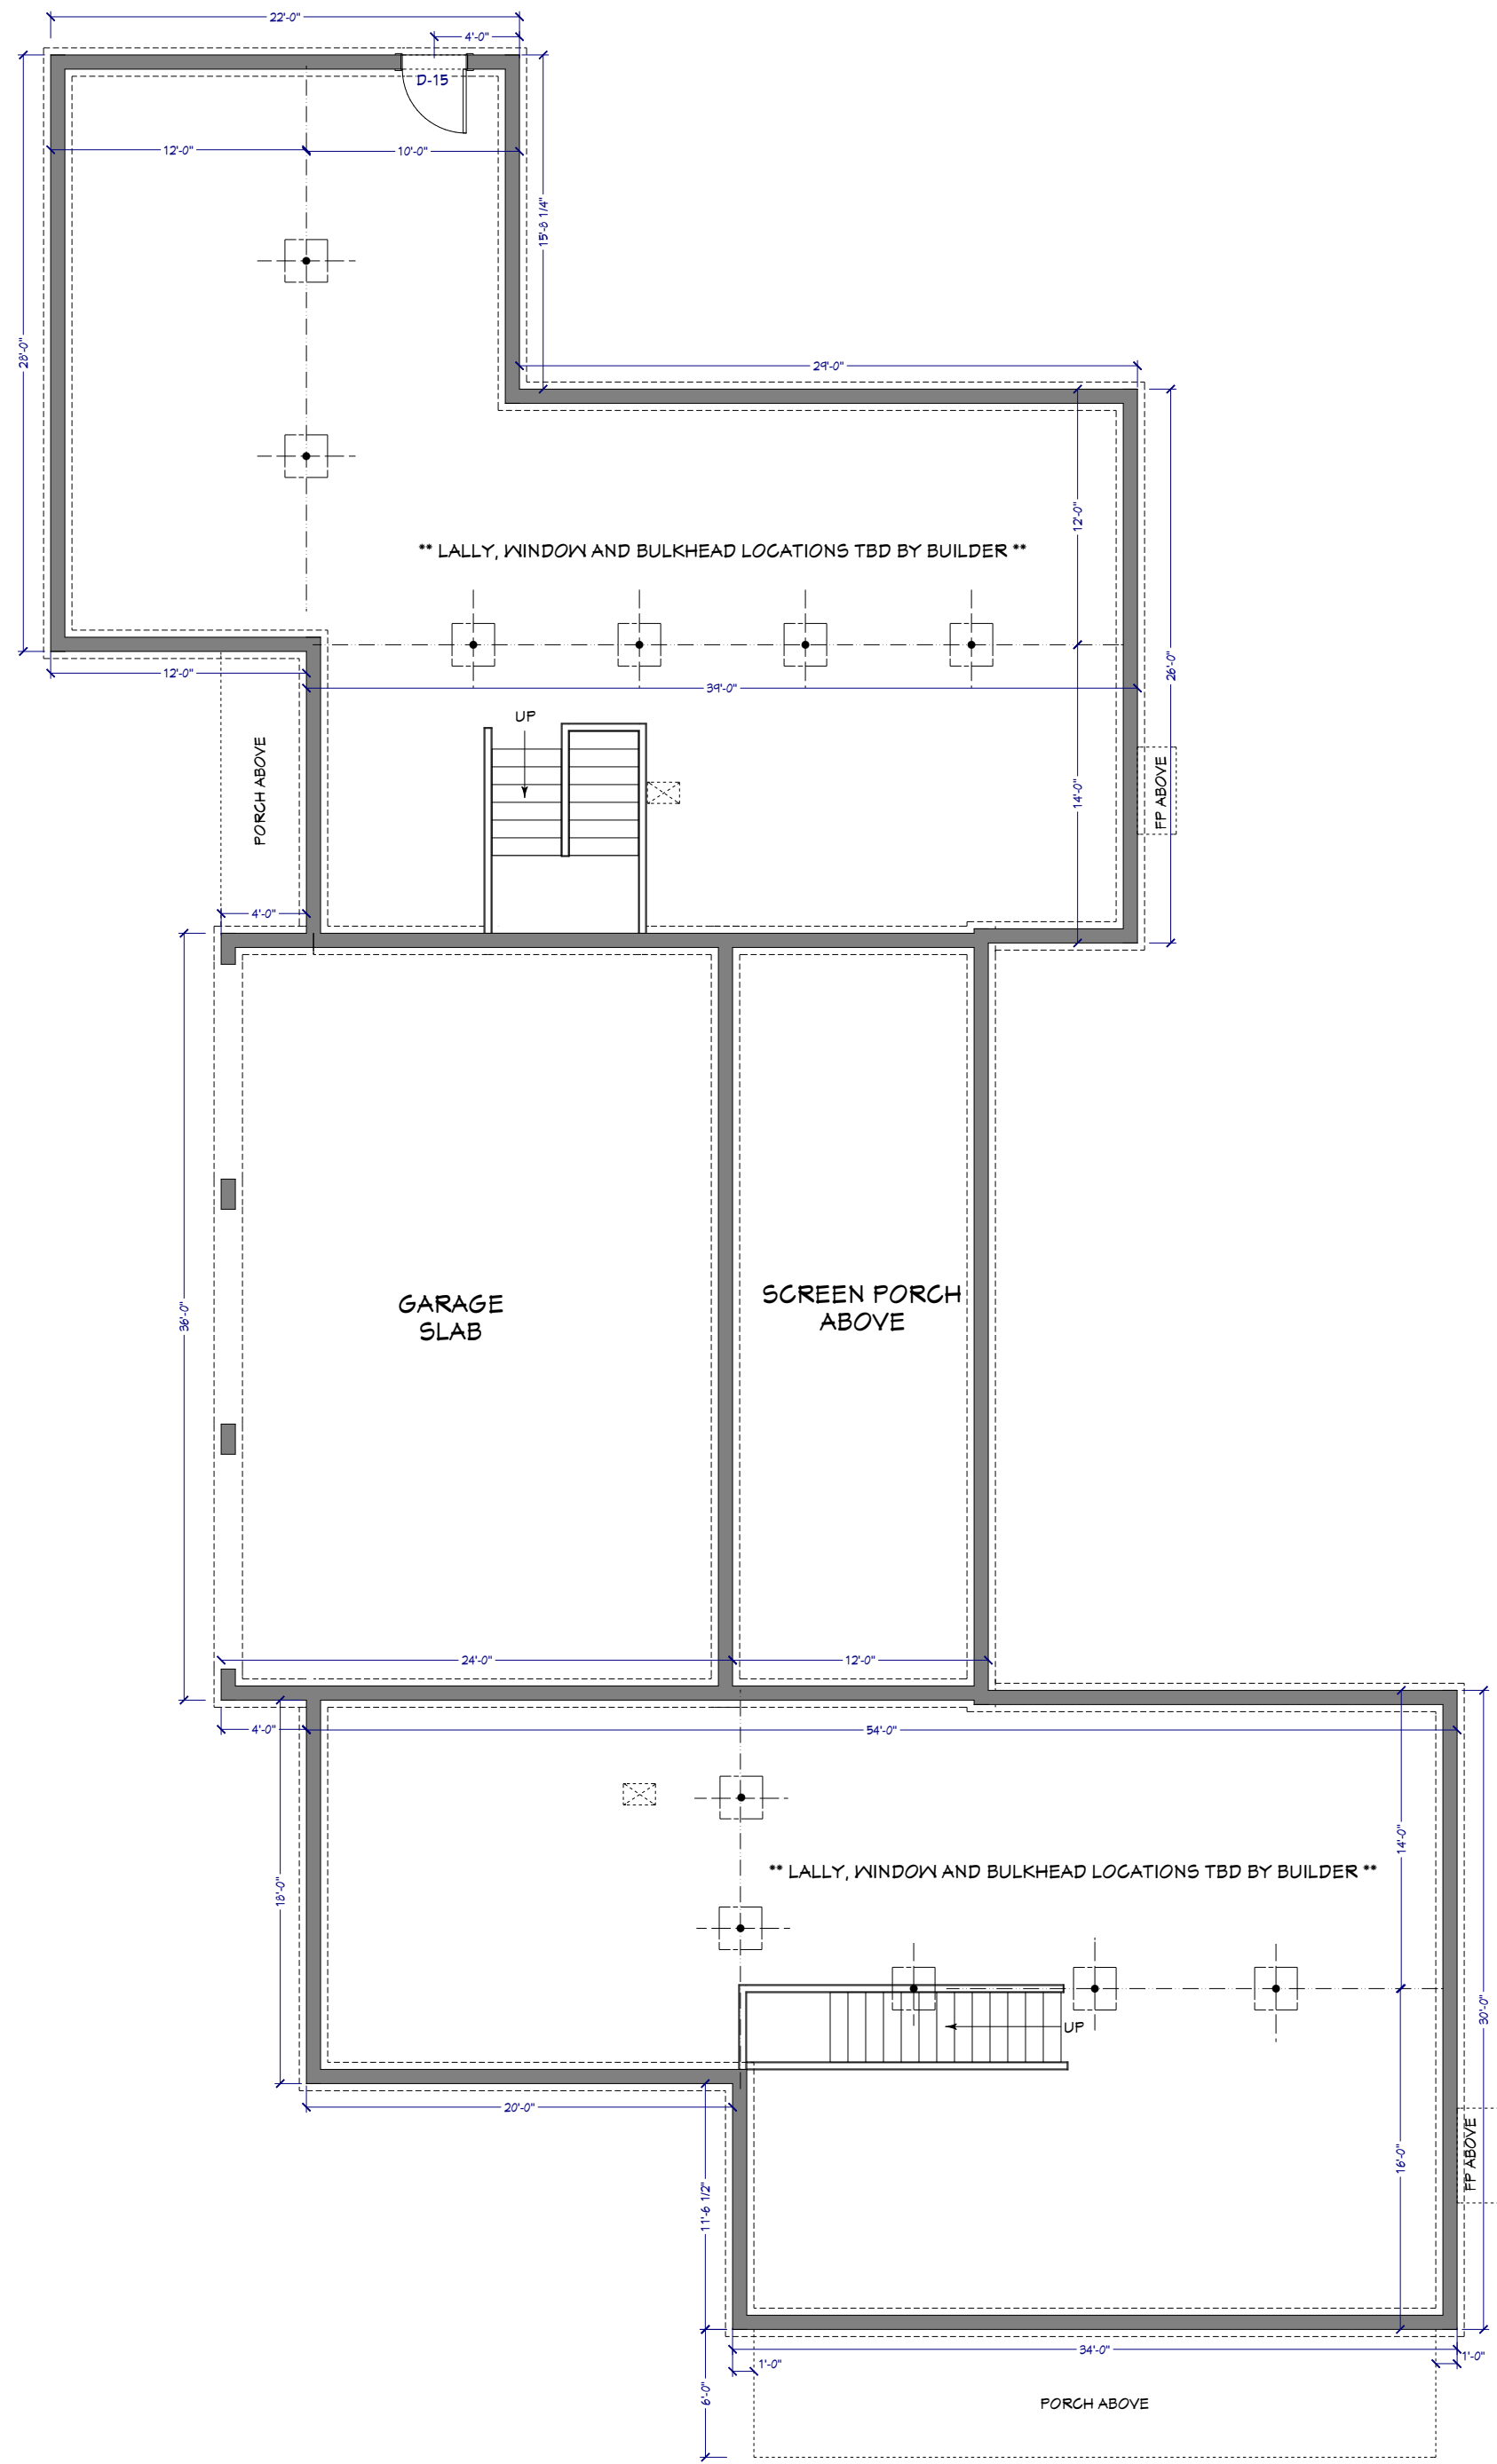 22'-0"
4'-0"
D-15
12'-0"
10'-0"
15'-8 1/4"
28'-0"
29'-0"
12'-0"
** LALLY, WINDOW AND BULKHEAD LOCATIONS TBD BY BUILDER **
26'-0"
12'-0"
39'-0"
UP
PORCH ABOVE
14'-0"
FP ABOVE
4'-0"
36'-0"
GARAGE
SLAB
SCREEN PORCH
ABOVE
24'-0"
12'-0"
4'-0"
54'-0"
14'-0"
** LALLY, WINDOW AND BULKHEAD LOCATIONS TBD BY BUILDER **
18'-0"
30'-0"
UP
20'-0"
16'-0"
FP ABOVE
11'-6 1/2"
34'-0"
1'-0"
1'-0"
6'-0"
PORCH ABOVE